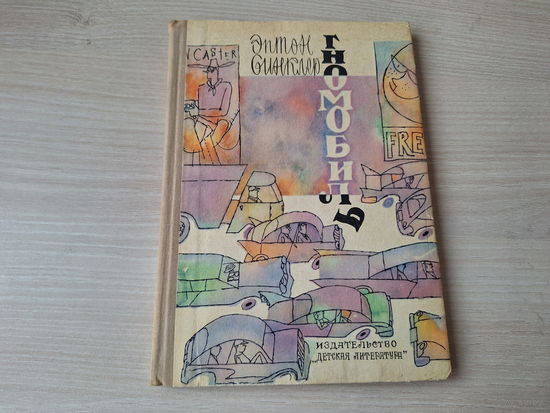 Эптон
Синклер
ГНОМОБИЛЬ
NCASTER
FRE
ИЗДАТЕЛЬСТВО
„ДЕТСКАЯ ЛИТЕРАТУРА"